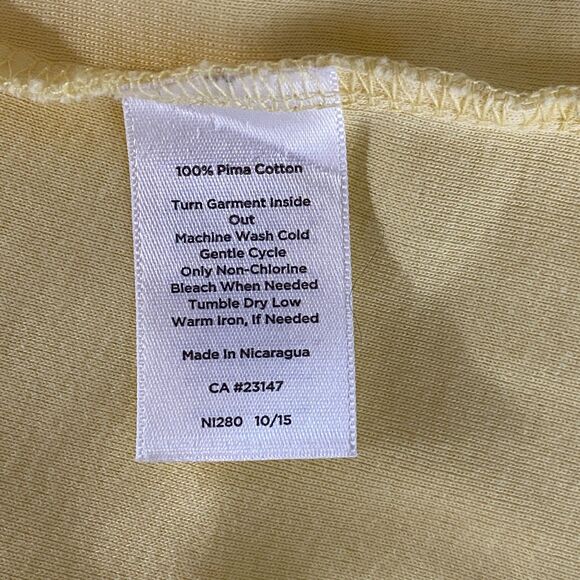 100% Pima Cotton
Turn Garment Inside
Out
Machine Wash Cold
Gentle Cycle
Only Non-Chlorine
Bleach When Needed
Tumble Dry Low
Warm Iron, If Needed
Made In Nicaragua
CA #23147
NI280 10/15